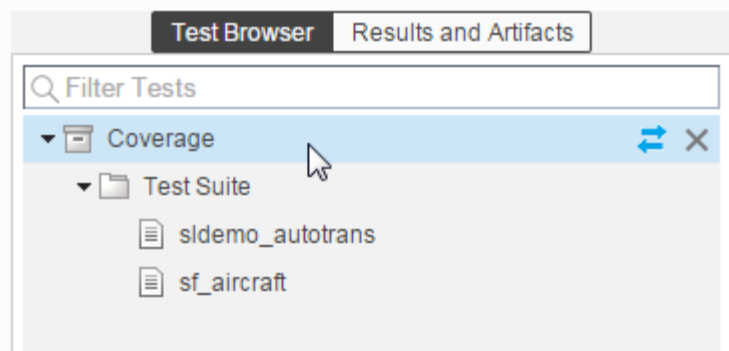 Test Browser Results and Artifacts
Filter Tests
Coverage
Test Suite
sldemo_autotrans
sf_aircraft